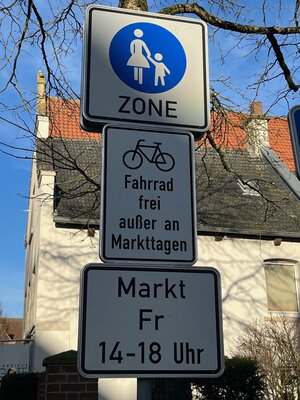 ZONE
Fahrrad
frei
außer an
Markttagen
Markt
Fr
14-18 Uhr